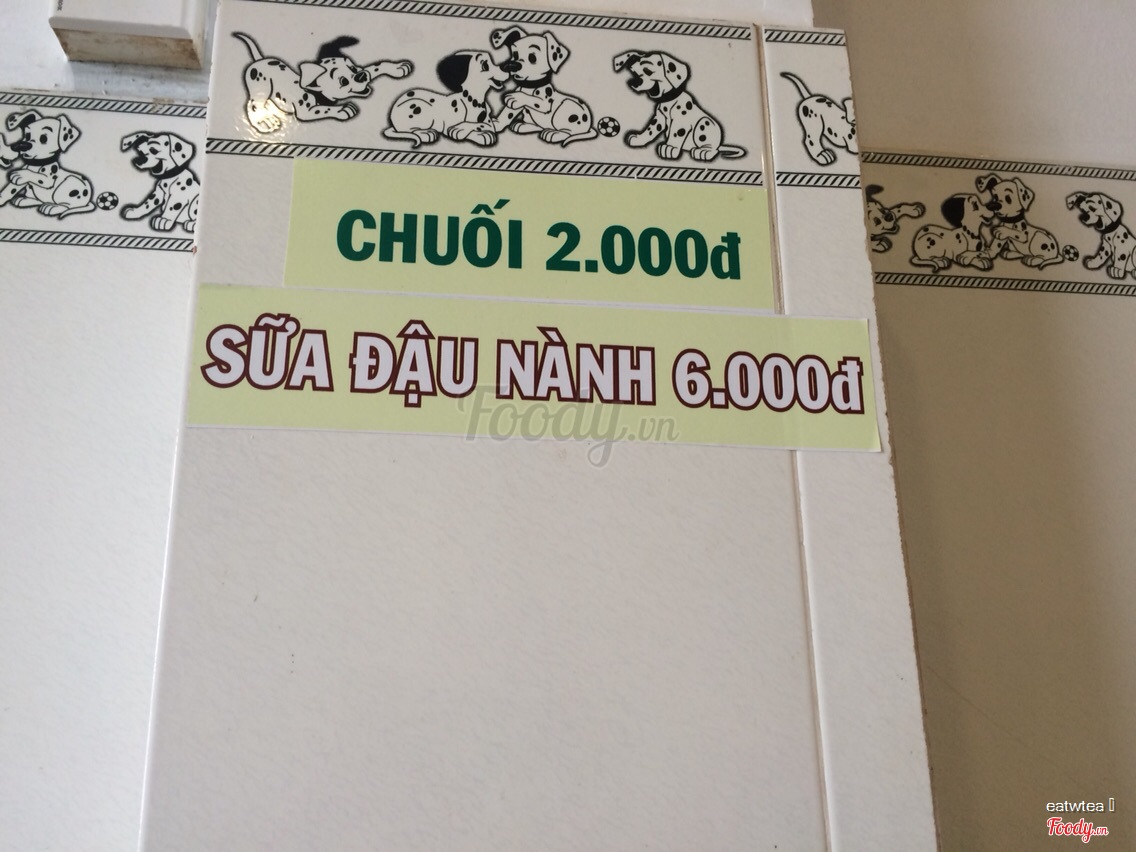 CHUỐI 2.000đ
SỮA ĐẬU NÀNH 6.000đ
Foody.vn
eatwtea
Foody.vn